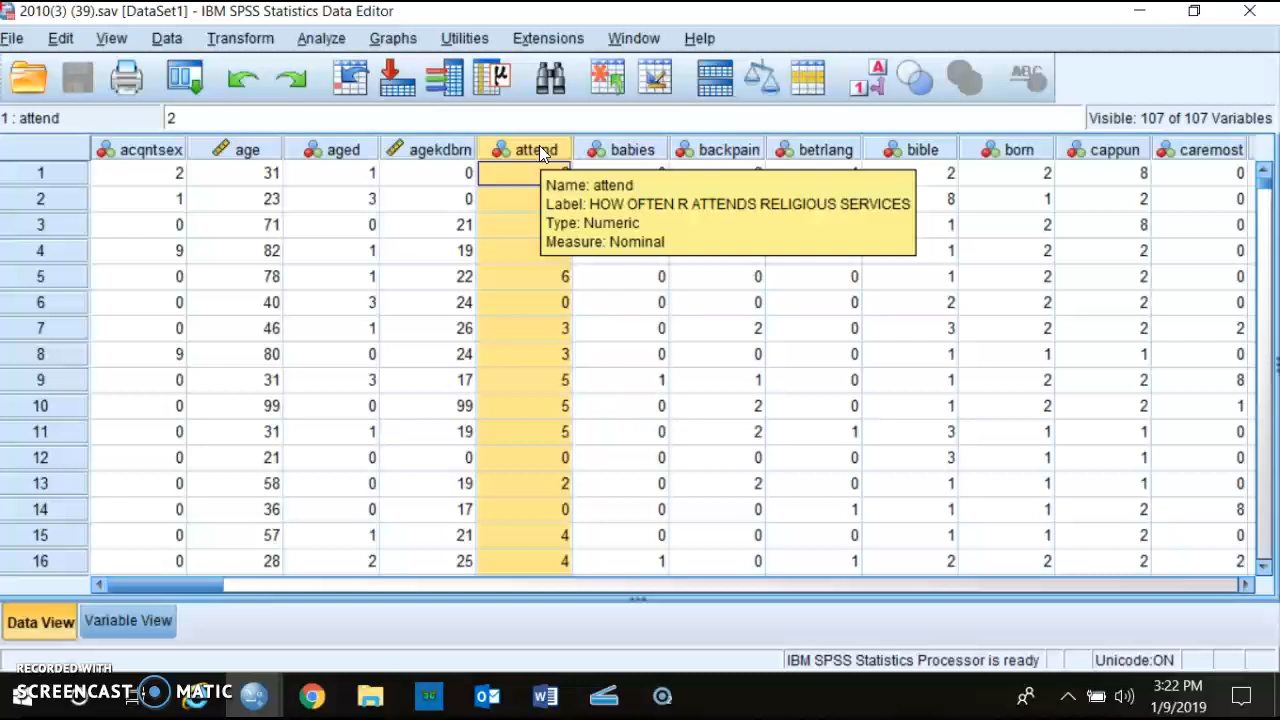 2010(3) (39).sav [DataSet1] - IBM SPSS Statistics Data Editor
File Edit View Data Transform Analyze Graphs Utilities Extensions Window Help
1 : attend 2 Visible: 107 of 107 Variables
acqntsex age aged agekdbrn attend babies backpain betrlang bible born cappun caremost
1 2 31 1 0 2 2 8 0
2 1 23 3 0 8 1 2 0
3 0 71 0 21 1 2 8 0
4 9 82 1 19 1 2 2 0
5 0 78 1 22 6 0 0 0 1 2 2 0
6 0 40 3 24 0 0 0 0 2 2 2 0
7 0 46 1 26 3 0 2 0 3 2 2 2
8 9 80 0 24 3 0 0 0 1 1 1 0
9 0 31 3 17 5 1 1 0 1 2 2 8
10 0 99 0 99 5 0 2 0 1 2 2 1
11 0 31 1 19 5 0 2 1 3 1 1 0
12 0 21 0 0 0 0 0 0 3 1 1 0
13 0 58 0 19 2 0 2 0 1 1 1 0
14 0 36 0 17 0 0 0 1 1 1 2 8
15 0 57 1 21 4 0 0 0 1 1 2 0
16 0 28 2 25 4 1 0 1 2 2 2 2
Name: attend
Label: HOW OFTEN R ATTENDS RELIGIOUS SERVICES
Type: Numeric
Measure: Nominal
Data View Variable View
IBM SPSS Statistics Processor is ready Unicode:ON
RECORDED WITH
SCREENCAST MATIC
3:22 PM
1/9/2019